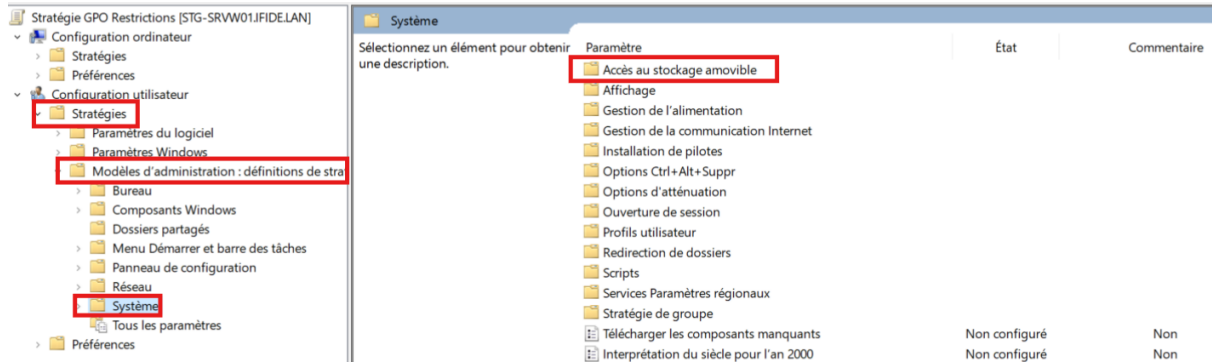 Stratégie GPO Restrictions [STG-SRVW01.IFIDE.LAN]
Configuration ordinateur
Stratégies
Préférences
Configuration utilisateur
Stratégies
Paramètres du logiciel
Paramètres Windows
Modèles d'administration : définitions de strat
Bureau
Composants Windows
Dossiers partagés
Menu Démarrer et barre des tâches
Panneau de configuration
Réseau
Système
Tous les paramètres
Préférences
Système
Sélectionnez un élément pour obtenir
une description.
Paramètre État Commentaire
Accès au stockage amovible
Affichage
Gestion de l'alimentation
Gestion de la communication Internet
Installation de pilotes
Options Ctrl+Alt+Suppr
Options d'atténuation
Ouverture de session
Profils utilisateur
Redirection de dossiers
Scripts
Services Paramètres régionaux
Stratégie de groupe
Télécharger les composants manquants Non configuré Non
Interprétation du siècle pour l'an 2000 Non configuré Non